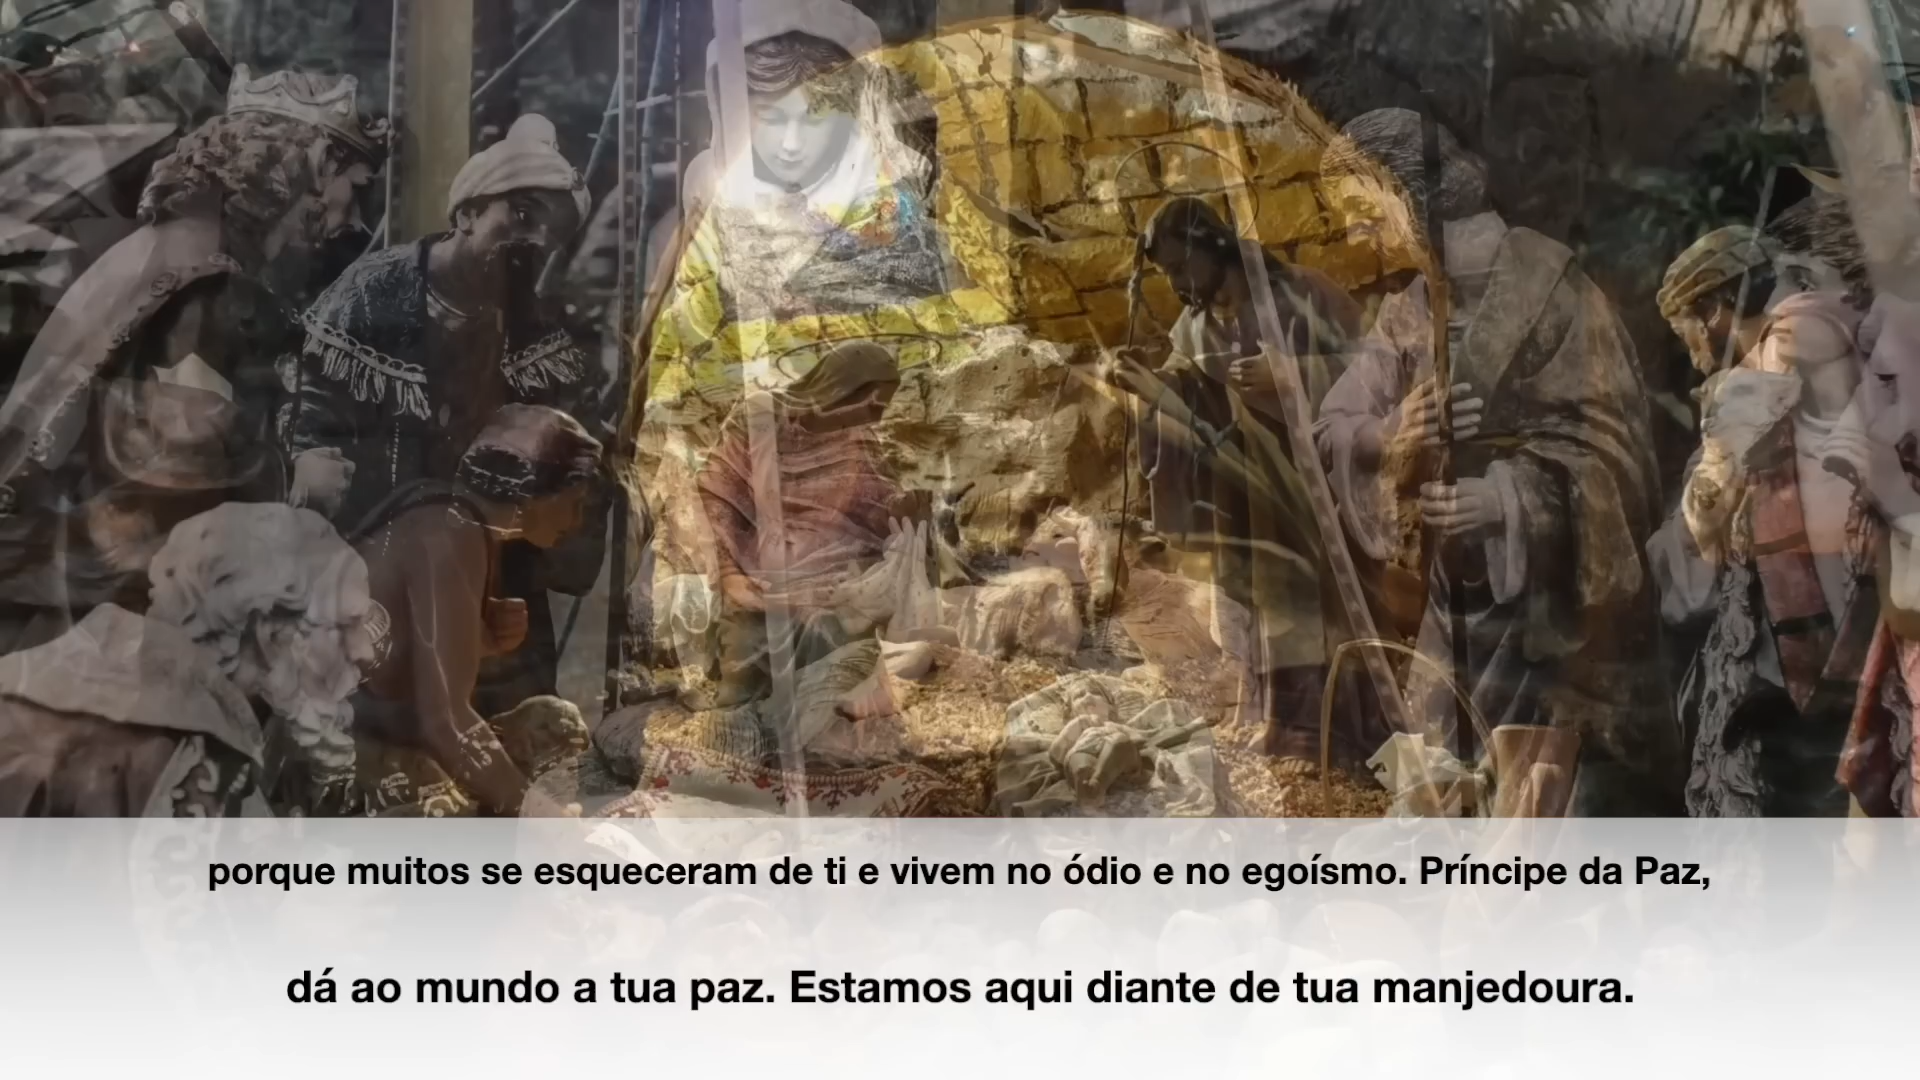 porque muitos se esqueceram de ti e vivem no ódio e no egoísmo. Príncipe da Paz,
dá ao mundo a tua paz. Estamos aqui diante de tua manjedoura.